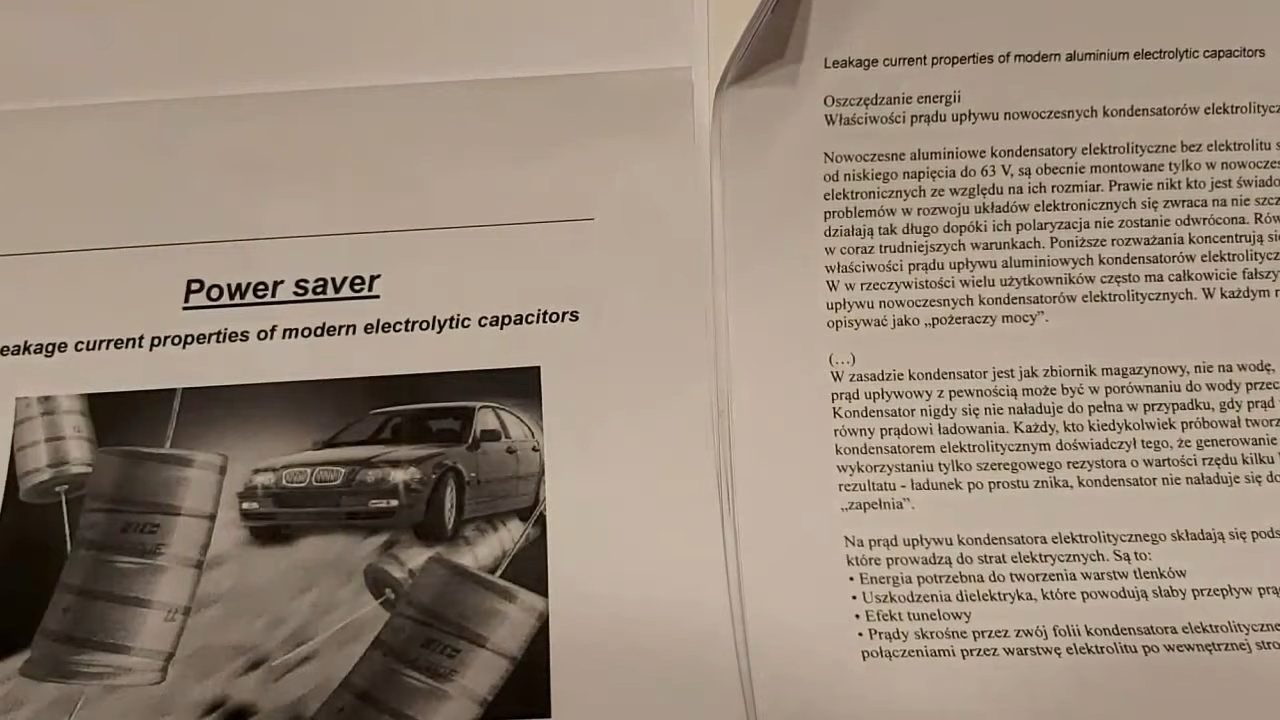 Power saver
eakage current properties of modern electrolytic capacitors
Leakage current properties of modern aluminium electrolytic capacitors
Oszczędzanie energii
Właściwości prądu upływu nowoczesnych kondensatorów elektrolitycz
Nowoczesne aluminiowe kondensatory elektrolityczne bez elektrolitu s
od niskiego napięcia do 63 V, są obecnie montowane tylko w nowoczes
elektronicznych ze względu na ich rozmiar. Prawie nikt kto jest świado
problemów w rozwoju układów elektronicznych się zwraca na nie szcz
działają tak długo dopóki ich polaryzacja nie zostanie odwrócona. Rów
w coraz trudniejszych warunkach. Poniższe rozważania koncentrują się
właściwości prądu upływu aluminiowych kondensatorów elektrolitycz
W w rzeczywistości wielu użytkowników często ma całkowicie fałszy
upływu nowoczesnych kondensatorów elektrolitycznych. W każdym r
opisywać jako „pożeraczy mocy”.
(…)
W zasadzie kondensator jest jak zbiornik magazynowy, nie na wodę,
prąd upływowy z pewnością może być w porównaniu do wody przec
Kondensator nigdy się nie naładuje do pełna w przypadku, gdy prąd
równy prądowi ładowania. Każdy, kto kiedykolwiek próbował tworz
kondensatorem elektrolitycznym doświadczył tego, że generowanie
wykorzystaniu tylko szeregowego rezystora o wartości rzędu kilku
rezultatu - ładunek po prostu znika, kondensator nie naładuje się do
„zapełnia”.
Na prąd upływu kondensatora elektrolitycznego składają się pods
które prowadzą do strat elektrycznych. Są to:
• Energia potrzebna do tworzenia warstw tlenków
• Uszkodzenia dielektryka, które powodują słaby przepływ prą
• Efekt tunelowy
• Prądy skrośne przez zwój folii kondensatora elektrolityczne
połączeniami przez warstwę elektrolitu po wewnętrznej stro